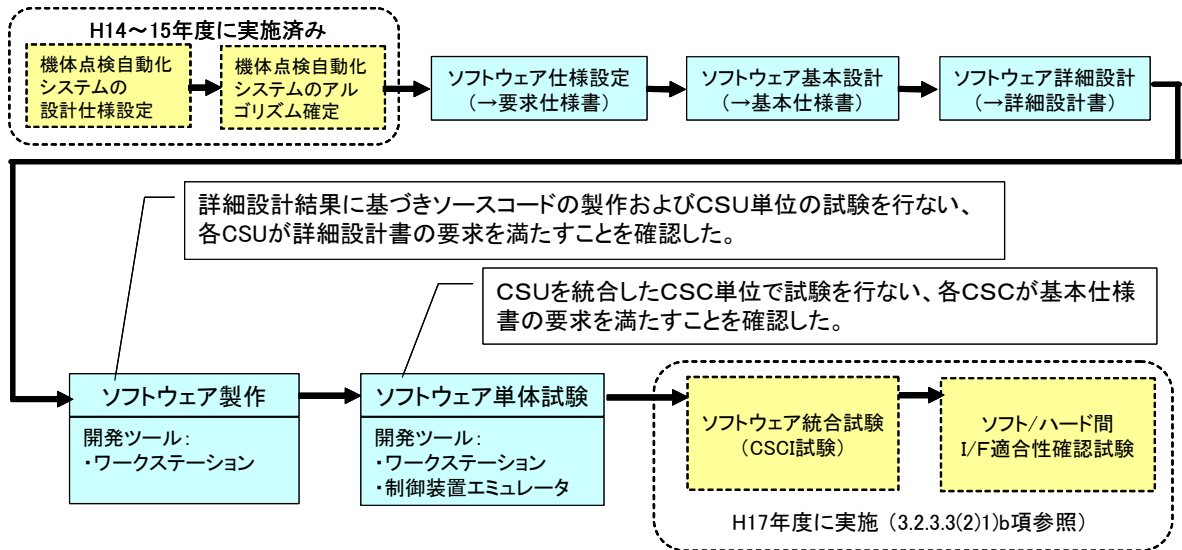 H14～15年度に実施済み
機体点検自動化
システムの
設計仕様設定
機体点検自動化
システムのアル
ゴリズム確定
ソフトウェア仕様設定
(→要求仕様書)
ソフトウェア基本設計
(→基本仕様書)
ソフトウェア詳細設計
(→詳細設計書)
詳細設計結果に基づきソースコードの製作およびCSU単位の試験を行ない、
各CSUが詳細設計書の要求を満たすことを確認した。
CSUを統合したCSC単位で試験を行ない、各CSCが基本仕様
書の要求を満たすことを確認した。
ソフトウェア製作
開発ツール：
・ワークステーション
ソフトウェア単体試験
開発ツール：
・ワークステーション
・制御装置エミュレータ
ソフトウェア統合試験
(CSCI試験)
ソフト/ハード間
I/F適合性確認試験
H17年度に実施 (3.2.3.3(2)1)b項参照)